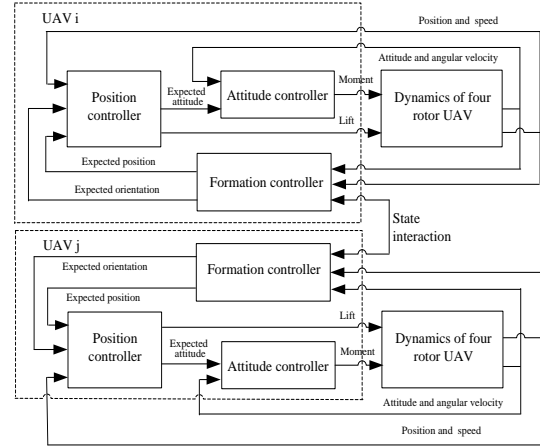 Position and speed
UAV i
Attitude and angular velocity
Position
controller
Expected
attitude
Attitude controller
Moment
Dynamics of four
rotor UAV
Lift
Expected position
Expected orientation
Formation controller
State
interaction
UAV j
Expected orientation
Formation controller
Expected position
Position
controller
Lift
Expected
attitude
Attitude controller
Moment
Dynamics of four
rotor UAV
Attitude and angular velocity
Position and speed